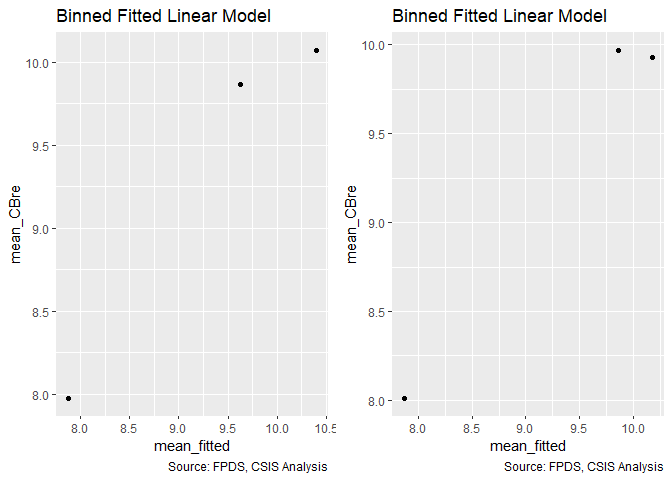 Binned Fitted Linear Model
10.0
9.5
9.0
8.5
8.0
mean_CBre
8.0 8.5 9.0 9.5 10.0 10.5
mean_fitted
Source: FPDS, CSIS Analysis
Binned Fitted Linear Model
10.0
9.5
9.0
8.5
8.0
mean_CBre
8.0 8.5 9.0 9.5 10.0
mean_fitted
Source: FPDS, CSIS Analysis